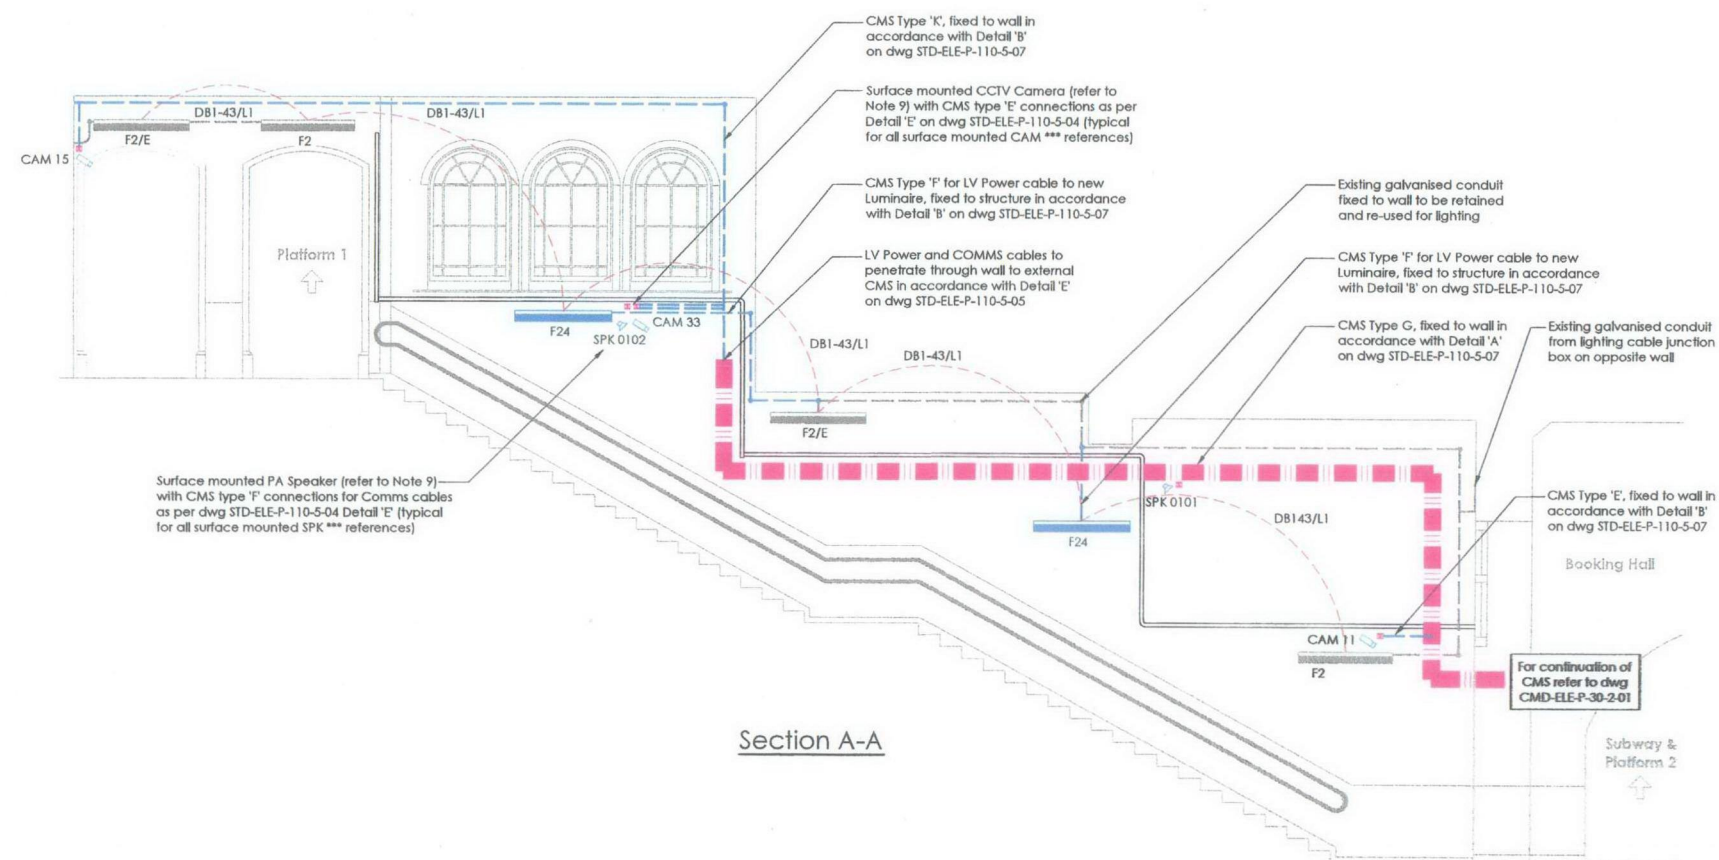 CMS Type 'K', fixed to wall in
accordance with Detail 'B'
on dwg STD-ELE-P-110-5-07
Surface mounted CCTV Camera (refer to
Note 9) with CMS type 'E' connections as per
Detail 'E' on dwg STD-ELE-P-110-5-04 (typical
for all surface mounted CAM *** references)
DB1-43/L1
DB1-43/L1
F2/E
F2
CAM 15
CMS Type 'F' for LV Power cable to new
Luminaire, fixed to structure in accordance
with Detail 'B' on dwg STD-ELE-P-110-5-07
Existing galvanised conduit
fixed to wall to be retained
and re-used for lighting
Platform 1
LV Power and COMMS cables to
penetrate through wall to external
CMS in accordance with Detail 'E'
on dwg STD-ELE-P-110-5-05
CMS Type 'F' for LV Power cable to new
Luminaire, fixed to structure in accordance
with Detail 'B' on dwg STD-ELE-P-110-5-07
F24
CAM 33
SPK 0102
DB1-43/L1
DB1-43/L1
CMS Type G, fixed to wall in
accordance with Detail 'A'
on dwg STD-ELE-P-110-5-07
Existing galvanised conduit
from lighting cable junction
box on opposite wall
F2/E
Surface mounted PA Speaker (refer to Note 9)
with CMS type 'F' connections for Comms cables
as per dwg STD-ELE-P-110-5-04 Detail 'E' (typical
for all surface mounted SPK *** references)
SPK 0101
DB143/L1
F24
CMS Type 'E', fixed to wall in
accordance with Detail 'B'
on dwg STD-ELE-P-110-5-07
Booking Hall
CAM 11
F2
For continuation of
CMS refer to dwg
CMD-ELE-P-30-2-01
Section A-A
Subway &
Platform 2